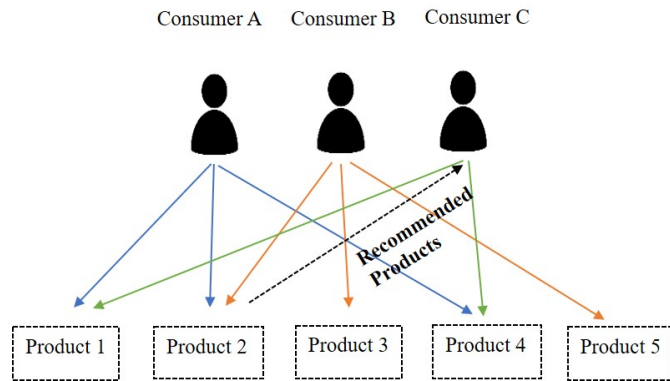 Consumer A
Consumer B
Consumer C
Recommended
Products
Product 1
Product 2
Product 3
Product 4
Product 5